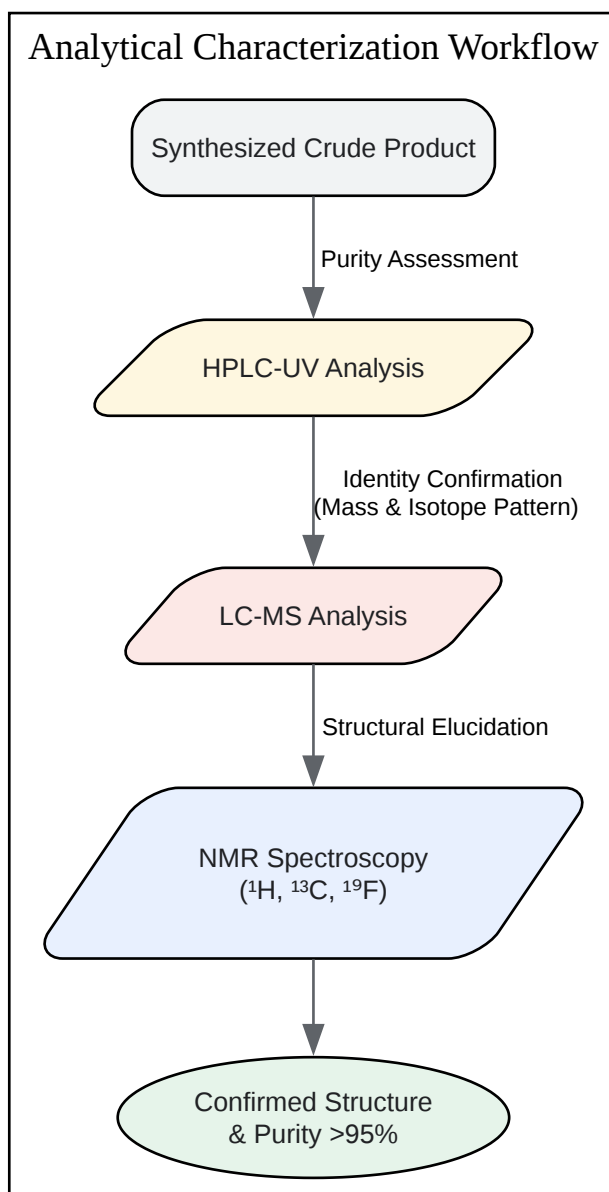 Analytical Characterization Workflow
Synthesized Crude Product
Purity Assessment
HPLC-UV Analysis
Identity Confirmation
(Mass & Isotope Pattern)
LC-MS Analysis
Structural Elucidation
NMR Spectroscopy
(¹H, ¹³C, ¹⁹F)
Confirmed Structure
& Purity >95%